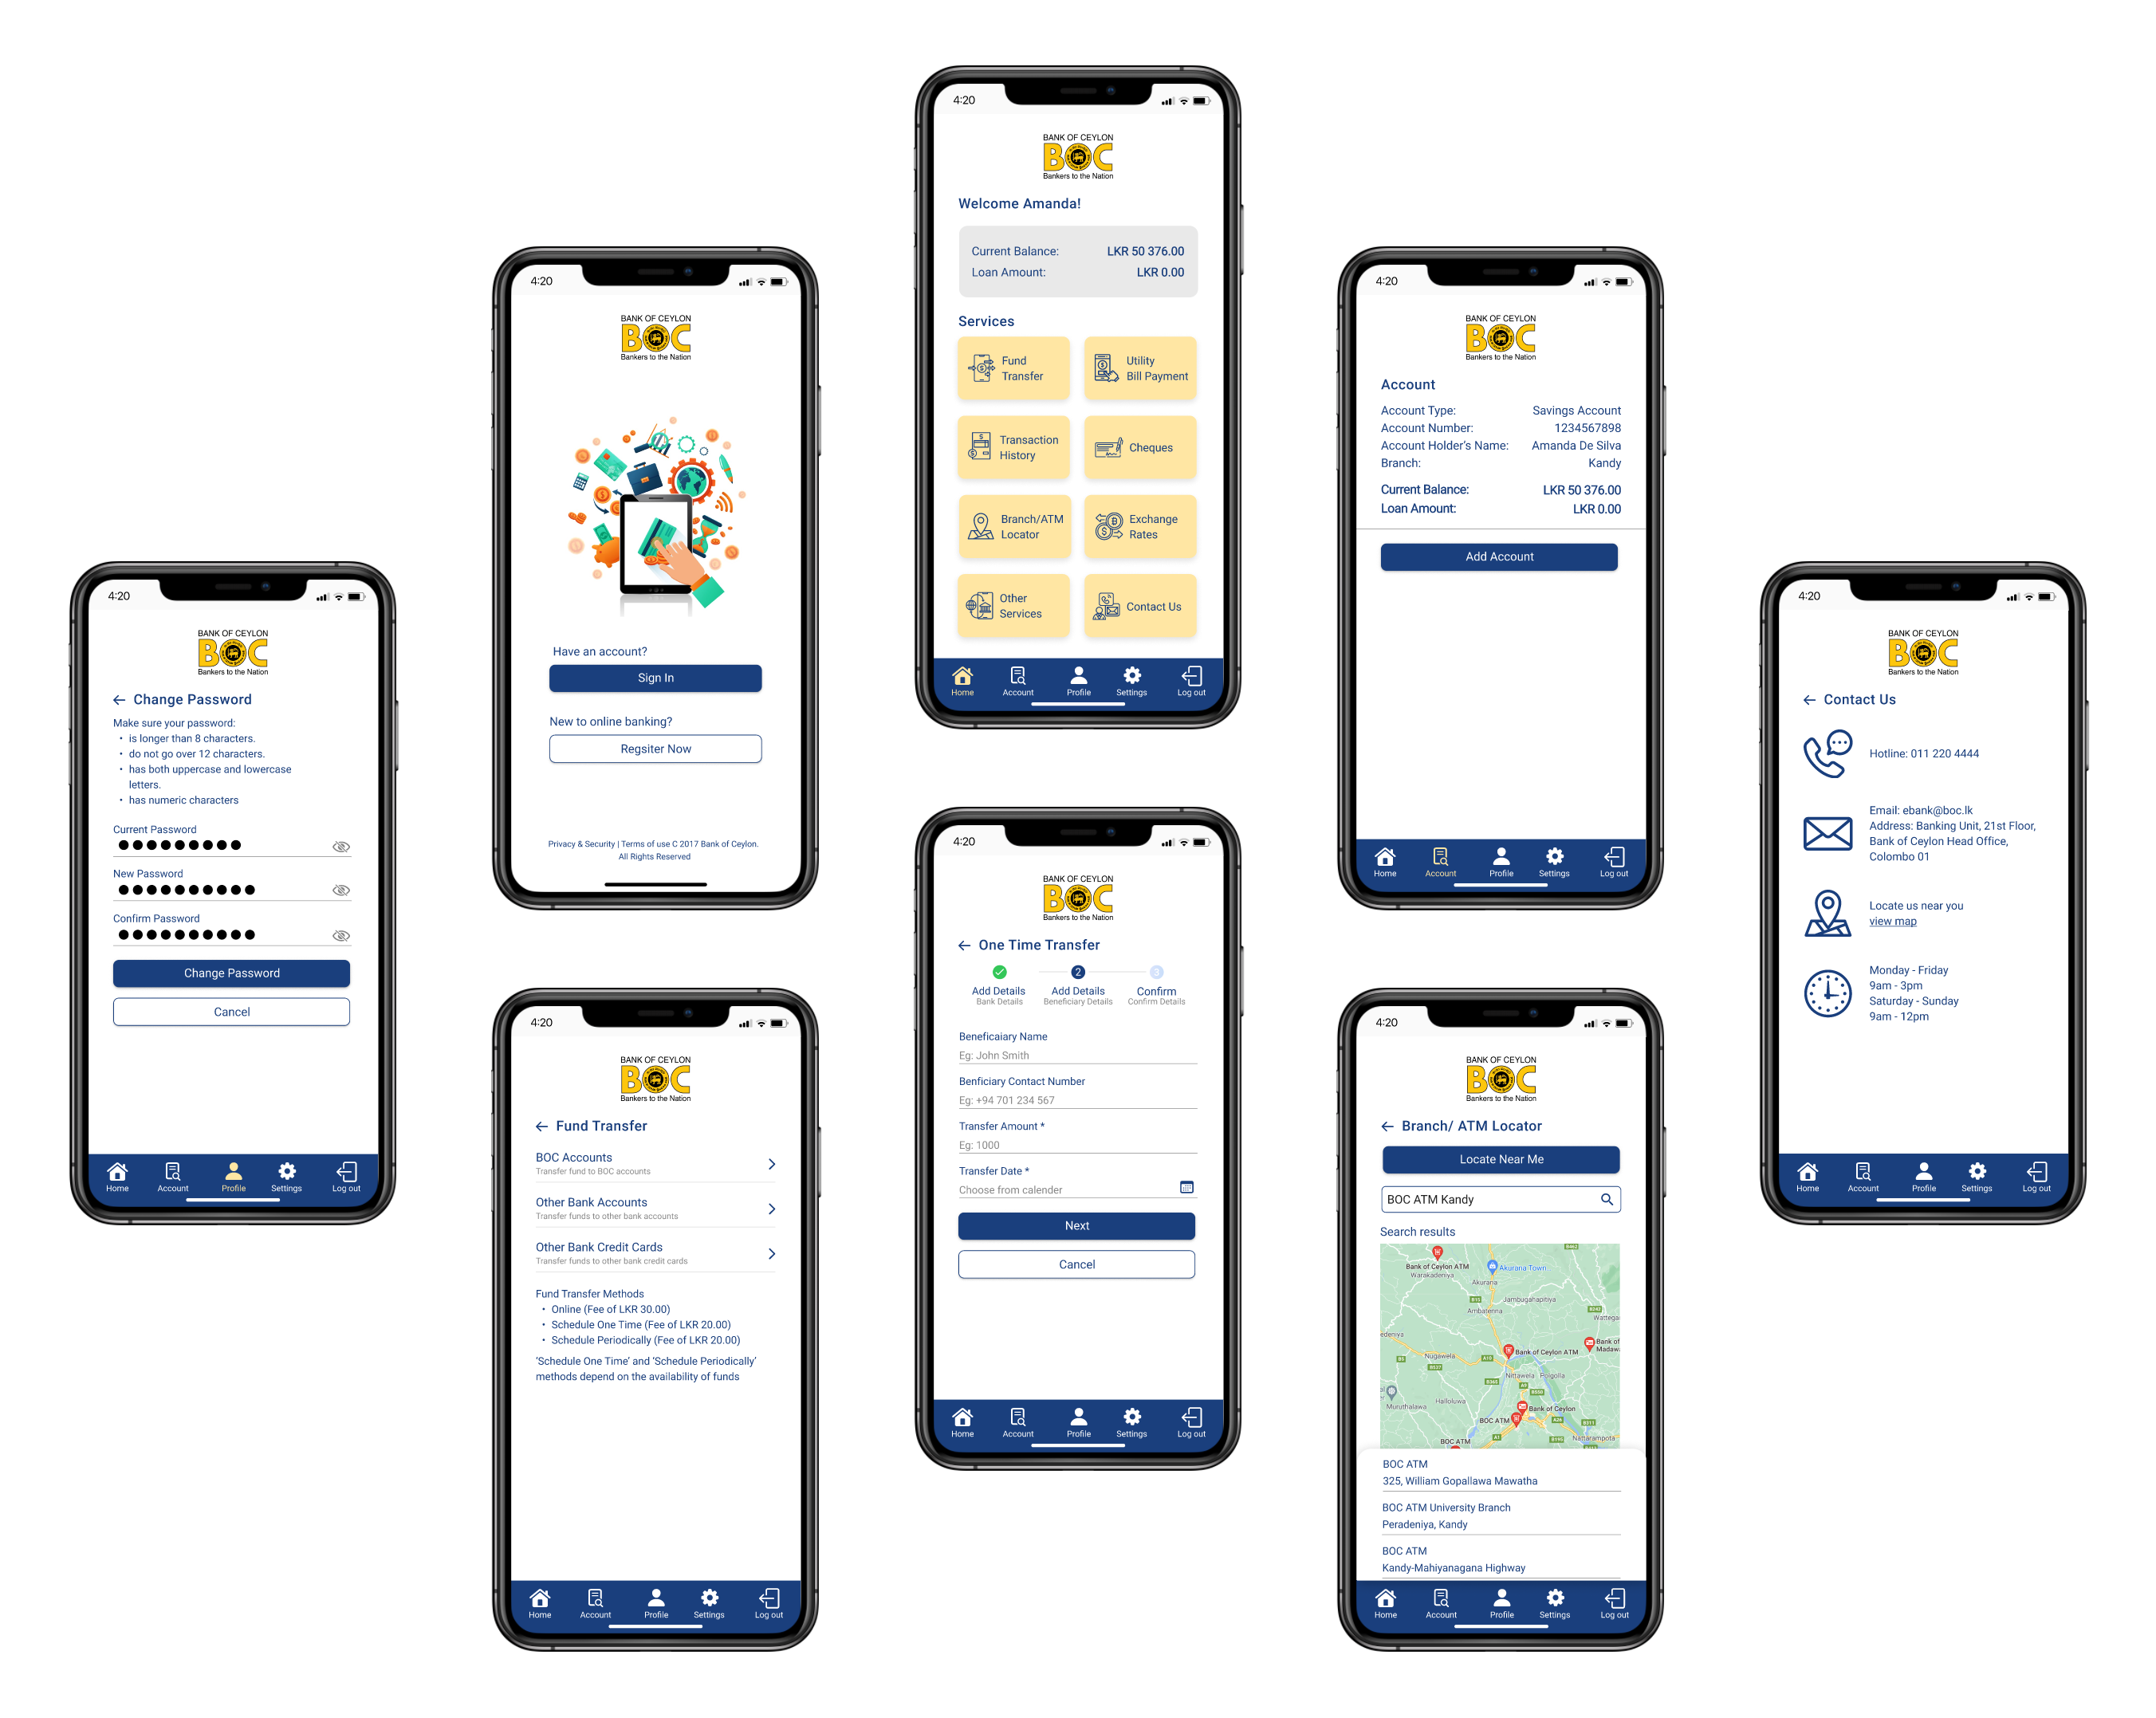 4:20
BANK OF CEYLON
BOC
Bankers to the Nation
Change Password
Make sure your password:
• is longer than 8 characters.
• do not go over 12 characters.
• has both uppercase and lowercase
letters.
• has numeric characters
Current Password
New Password
Confirm Password
Change Password
Cancel
Home Account Profile Settings Log out
4:20
BANK OF CEYLON
BOC
Bankers to the Nation
Have an account?
Sign In
New to online banking?
Regsiter Now
Privacy & Security | Terms of use C 2017 Bank of Ceylon.
All Rights Reserved
4:20
BANK OF CEYLON
BOC
Bankers to the Nation
Fund Transfer
BOC Accounts
Transfer fund to BOC accounts
Other Bank Accounts
Transfer funds to other bank accounts
Other Bank Credit Cards
Transfer funds to other bank credit cards
Fund Transfer Methods
• Online (Fee of LKR 30.00)
• Schedule One Time (Fee of LKR 20.00)
• Schedule Periodically (Fee of LKR 20.00)
‘Schedule One Time’ and ‘Schedule Periodically’
methods depend on the availability of funds
Home Account Profile Settings Log out
4:20
BANK OF CEYLON
BOC
Bankers to the Nation
Welcome Amanda!
Current Balance: LKR 50 376.00
Loan Amount: LKR 0.00
Services
Fund
Transfer
Utility
Bill Payment
Transaction
History
Cheques
Branch/ATM
Locator
Exchange
Rates
Other
Services
Contact Us
Home Account Profile Settings Log out
4:20
BANK OF CEYLON
BOC
Bankers to the Nation
One Time Transfer
2 3
Add Details Add Details Confirm
Bank Details Beneficiary Details Confirm Details
Beneficaiary Name
Eg: John Smith
Benficiary Contact Number
Eg: +94 701 234 567
Transfer Amount *
Eg: 1000
Transfer Date *
Choose from calender
Next
Cancel
Home Account Profile Settings Log out
4:20
BANK OF CEYLON
BOC
Bankers to the Nation
Account
Account Type: Savings Account
Account Number: 1234567898
Account Holder's Name: Amanda De Silva
Branch: Kandy
Current Balance: LKR 50 376.00
Loan Amount: LKR 0.00
Add Account
Home Account Profile Settings Log out
4:20
BANK OF CEYLON
BOC
Bankers to the Nation
Branch/ ATM Locator
Locate Near Me
BOC ATM Kandy
Search results
B462
Bank of Ceylon ATM
Warakadeniya
Akurana Town
Akurana
Jambugahapitiya
Ambatenna
Wattega
edeniya
Bank of
Madaw
Nugawela
Bank of Ceylon ATM
Nittawela Polgolla
Halloluwa
Muruthalawa
Bank of Ceylon
BOC ATM
BOC ATM
Nattarampota
BOC ATM
325, William Gopallawa Mawatha
BOC ATM University Branch
Peradeniya, Kandy
BOC ATM
Kandy-Mahiyanagana Highway
Home Account Profile Settings Log out
4:20
BANK OF CEYLON
BOC
Bankers to the Nation
Contact Us
Hotline: 011 220 4444
Email: ebank@boc.lk
Address: Banking Unit, 21st Floor,
Bank of Ceylon Head Office,
Colombo 01
Locate us near you
view map
Monday - Friday
9am - 3pm
Saturday - Sunday
9am - 12pm
Home Account Profile Settings Log out